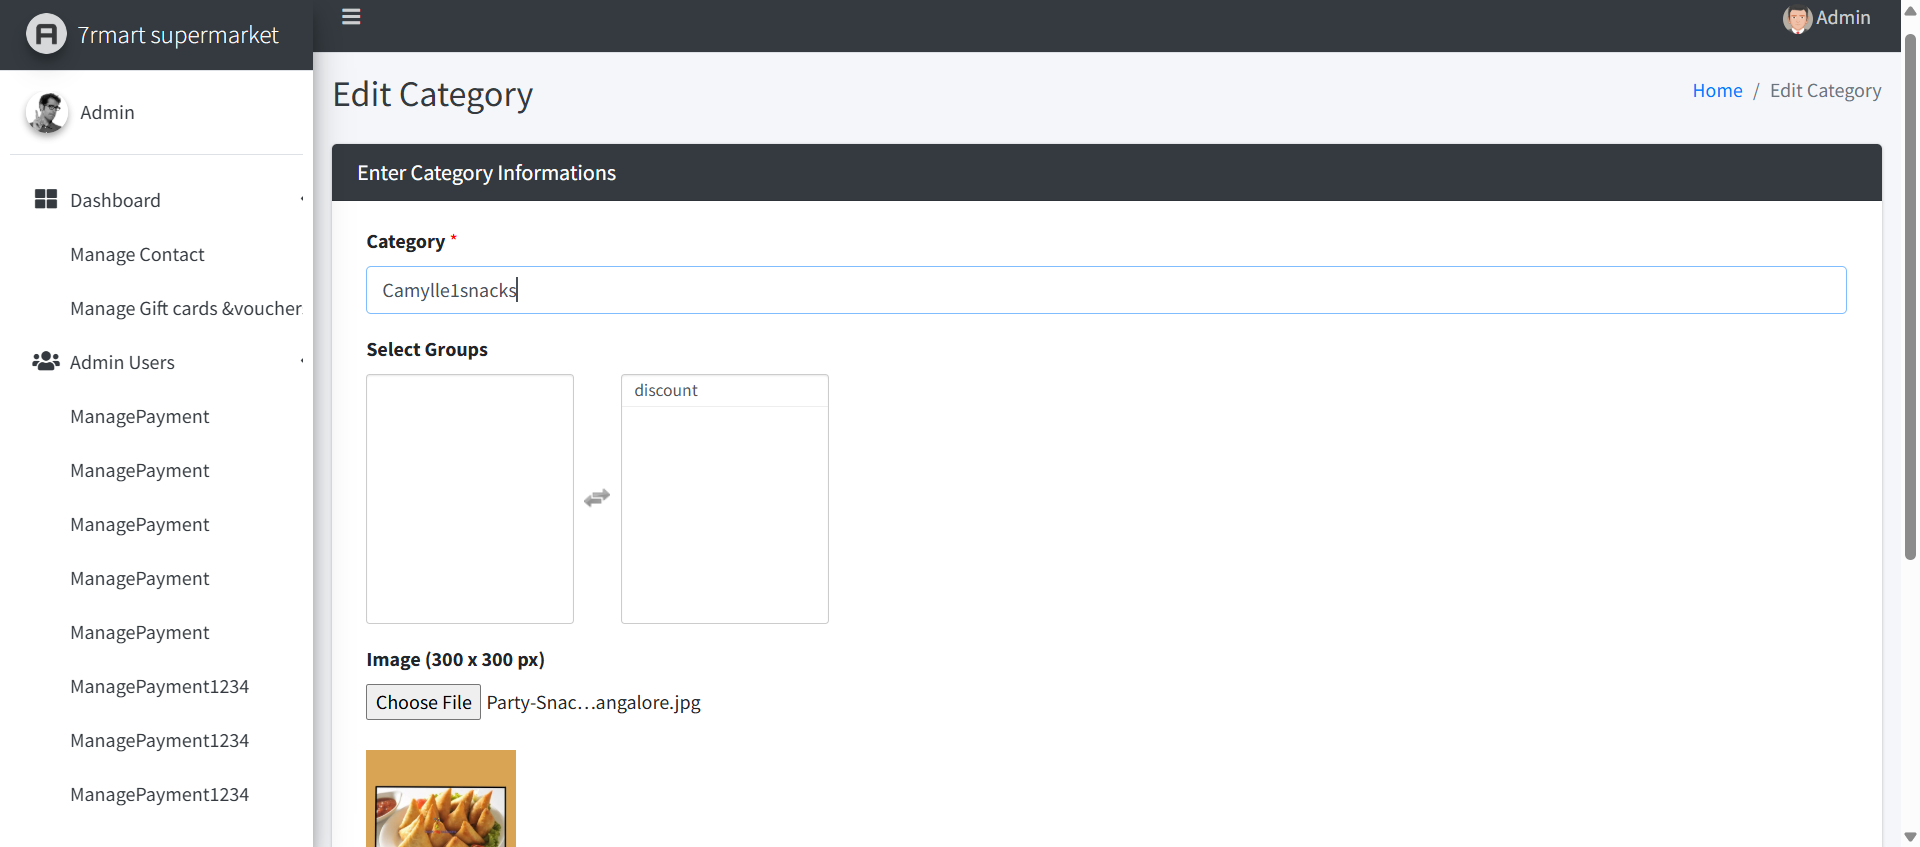 7rmart supermarket
Admin
Admin
Dashboard
Manage Contact
Manage Gift cards &voucher
Admin Users
ManagePayment
ManagePayment
ManagePayment
ManagePayment
ManagePayment
ManagePayment1234
ManagePayment1234
ManagePayment1234
Edit Category
Home / Edit Category
Enter Category Informations
Category *
Camylle1snacks
Select Groups
discount
Image (300 x 300 px)
Choose File Party-Snac...angalore.jpg